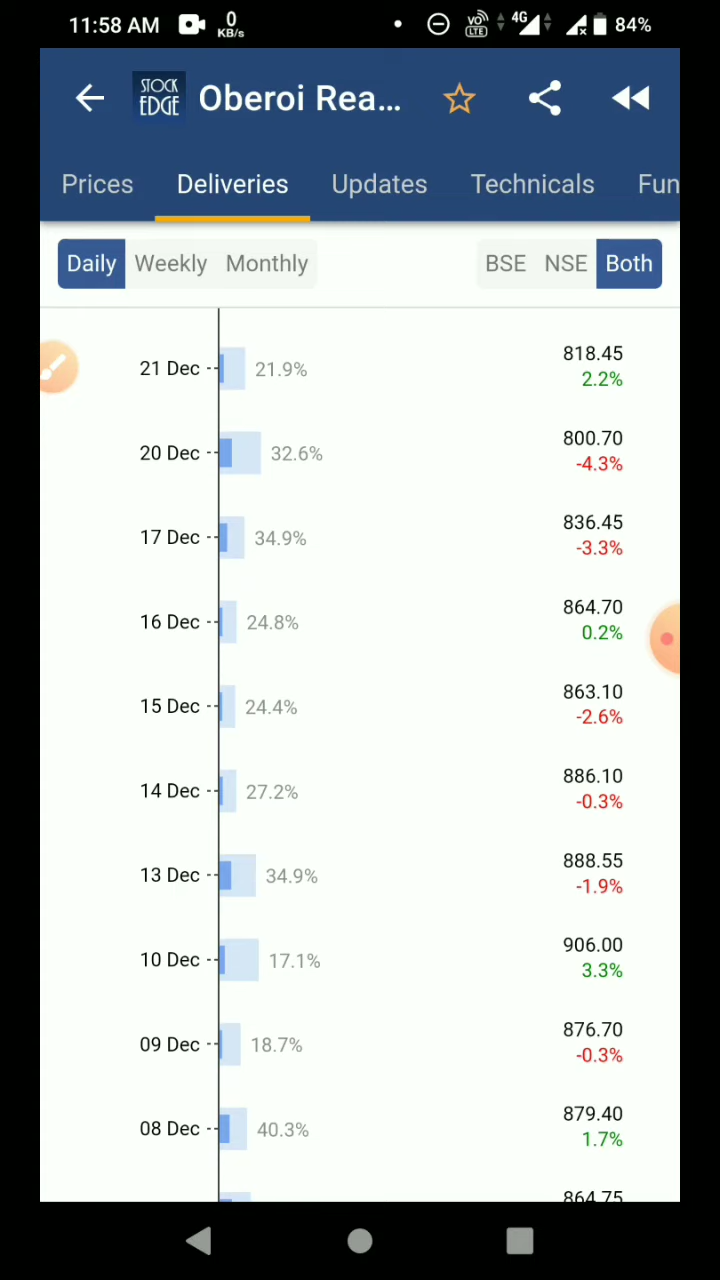 11:58 AM 0 KB/s VO LTE 4G 84%
STOCK EDGE Oberoi Rea...
Prices Deliveries Updates Technicals Fun
Daily Weekly Monthly BSE NSE Both
21 Dec 21.9% 818.45
2.2%
20 Dec 32.6% 800.70
-4.3%
17 Dec 34.9% 836.45
-3.3%
16 Dec 24.8% 864.70
0.2%
15 Dec 24.4% 863.10
-2.6%
14 Dec 27.2% 886.10
-0.3%
13 Dec 34.9% 888.55
-1.9%
10 Dec 17.1% 906.00
3.3%
09 Dec 18.7% 876.70
-0.3%
08 Dec 40.3% 879.40
1.7%
864.75